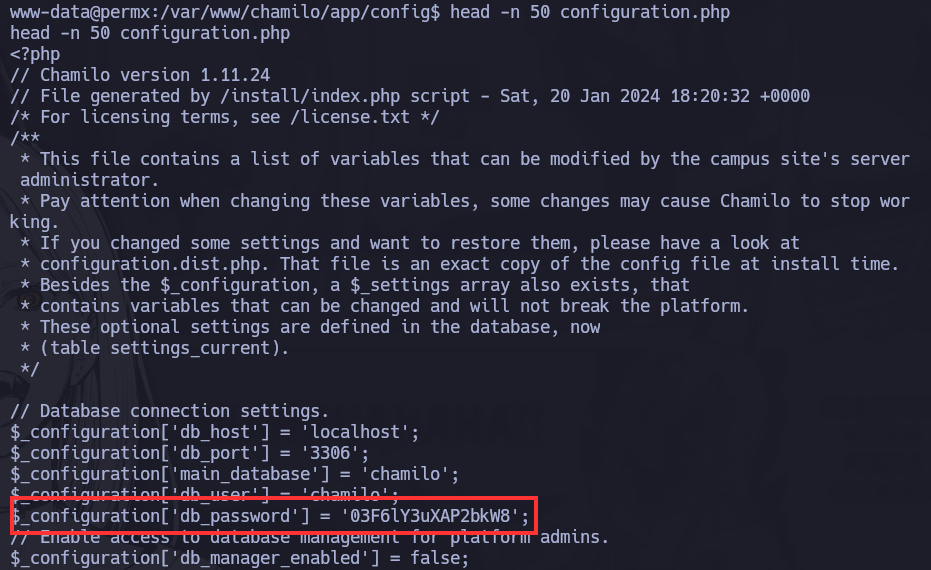 www-data@permx:/var/www/chamilo/app/config$ head -n 50 configuration.php
head -n 50 configuration.php
<?php
// Chamilo version 1.11.24
// File generated by /install/index.php script - Sat, 20 Jan 2024 18:20:32 +0000
/* For licensing terms, see /license.txt */
/**
 * This file contains a list of variables that can be modified by the campus site's server
 administrator.
 * Pay attention when changing these variables, some changes may cause Chamilo to stop wor
king.
 * If you changed some settings and want to restore them, please have a look at
 * configuration.dist.php. That file is an exact copy of the config file at install time.
 * Besides the $_configuration, a $_settings array also exists, that
 * contains variables that can be changed and will not break the platform.
 * These optional settings are defined in the database, now
 * (table settings_current).
 */

// Database connection settings.
$_configuration['db_host'] = 'localhost';
$_configuration['db_port'] = '3306';
$_configuration['main_database'] = 'chamilo';
$_configuration['db_user'] = 'chamilo';
$_configuration['db_password'] = '03F6lY3uXAP2bkW8';
// Enable access to database management for platform admins.
$_configuration['db_manager_enabled'] = false;